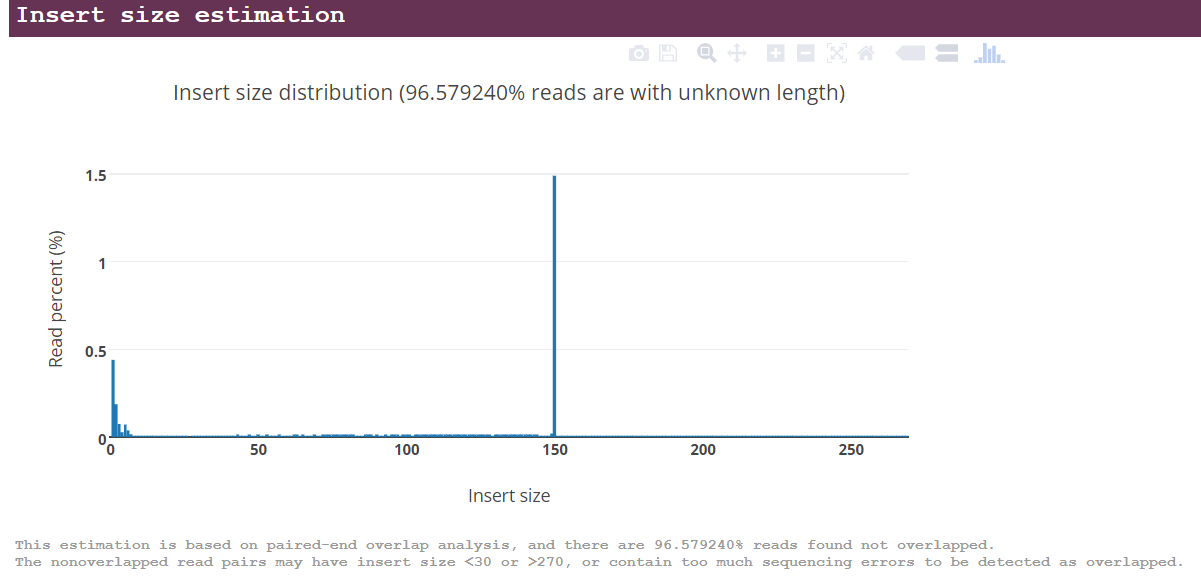 Insert size estimation
Insert size distribution (96.579240% reads are with unknown length)
1.5
1
0.5
0
Read percent (%)
0 50 100 150 200 250
Insert size
This estimation is based on paired-end overlap analysis, and there are 96.579240% reads found not overlapped.
The nonoverlapped read pairs may have insert size <30 or >270, or contain too much sequencing errors to be detected as overlapped.